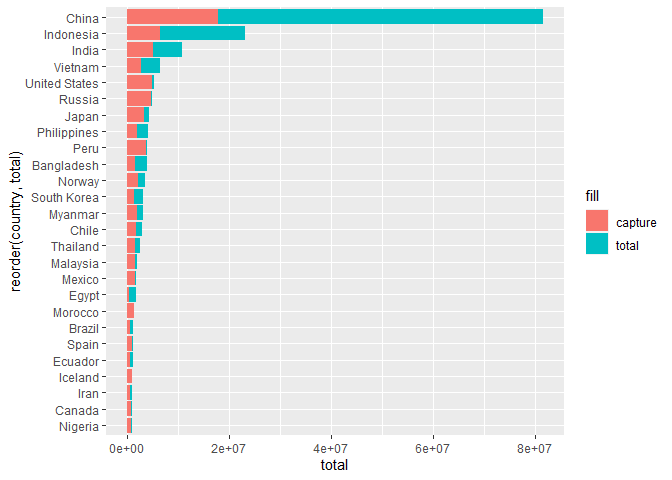 China
Indonesia
India
Vietnam
United States
Russia
Japan
Philippines
Peru
Bangladesh
Norway
South Korea
Myanmar
Chile
Thailand
Malaysia
Mexico
Egypt
Morocco
Brazil
Spain
Ecuador
Iceland
Iran
Canada
Nigeria
reorder(country, total)
0e+00 2e+07 4e+07 6e+07 8e+07
total
fill
capture
total